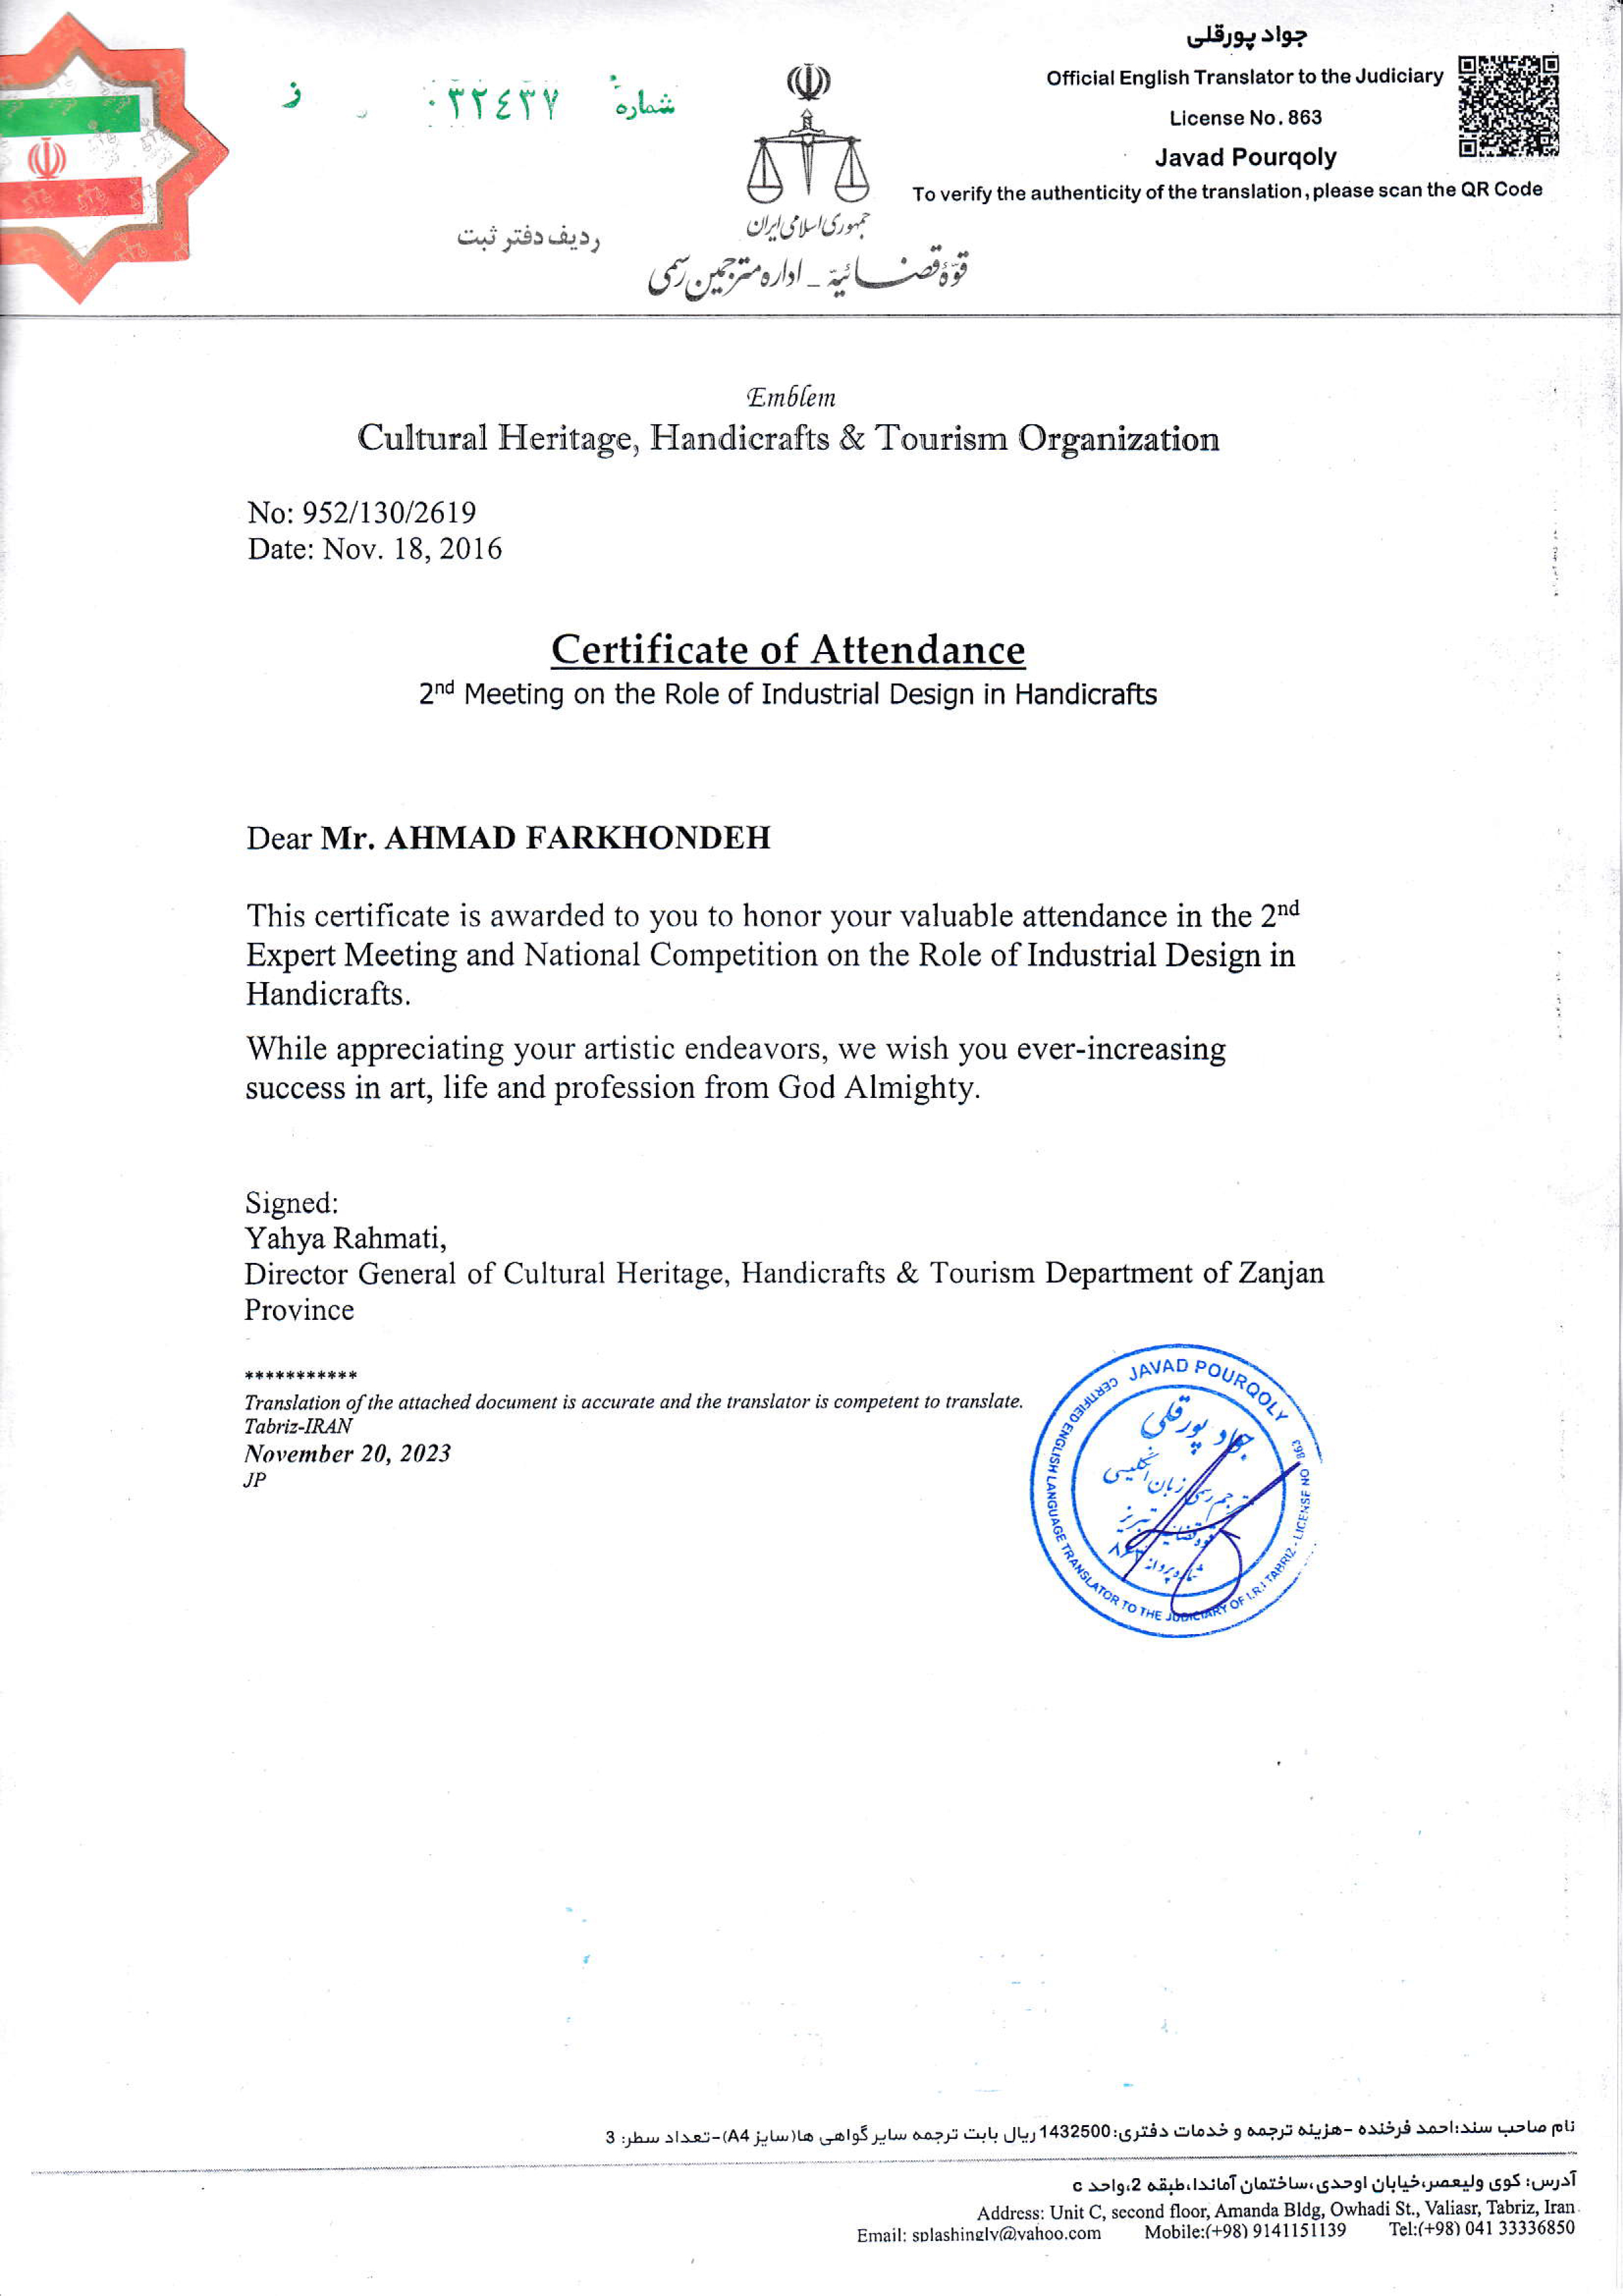 جواد پورقلی
Official English Translator to the Judiciary
License No. 863
Javad Pourqoly
To verify the authenticity of the translation, please scan the QR Code
شماره ۰۳۲٤۳۷ ز
ردیف دفتر ثبت
جمهوری اسلامی ایران
قوّهٔ قضائیّه - اداره مترجمین رسمی
Emblem
Cultural Heritage, Handicrafts & Tourism Organization
No: 952/130/2619
Date: Nov. 18, 2016
Certificate of Attendance
2nd Meeting on the Role of Industrial Design in Handicrafts
Dear Mr. AHMAD FARKHONDEH
This certificate is awarded to you to honor your valuable attendance in the 2nd
Expert Meeting and National Competition on the Role of Industrial Design in
Handicrafts.
While appreciating your artistic endeavors, we wish you ever-increasing
success in art, life and profession from God Almighty.
Signed:
Yahya Rahmati,
Director General of Cultural Heritage, Handicrafts & Tourism Department of Zanjan
Province
***********
Translation of the attached document is accurate and the translator is competent to translate.
Tabriz-IRAN
November 20, 2023
JP
JAVAD POURQOLY
CERTIFIED ENGLISH LANGUAGE TRANSLATOR TO THE JUDICIARY OF I.R.I TABRIZ - LICENSE NO 863
جواد پورقلی
مترجم رسمی زبان انگلیسی
قوه قضائیه تبریز
شماره پروانه ۸۶۳
نام صاحب سند:احمد فرخنده -هزینه ترجمه و خدمات دفتری:1432500 ریال بابت ترجمه سایر گواهی ها(سایز A4)-تعداد سطر: 3
آدرس: کوی ولیعصر،خیابان اوحدی،ساختمان آماندا،طبقه 2،واحد c
Address: Unit C, second floor, Amanda Bldg, Owhadi St., Valiasr, Tabriz, Iran.
Email: splashingly@yahoo.com Mobile:(+98) 9141151139 Tel:(+98) 041 33336850